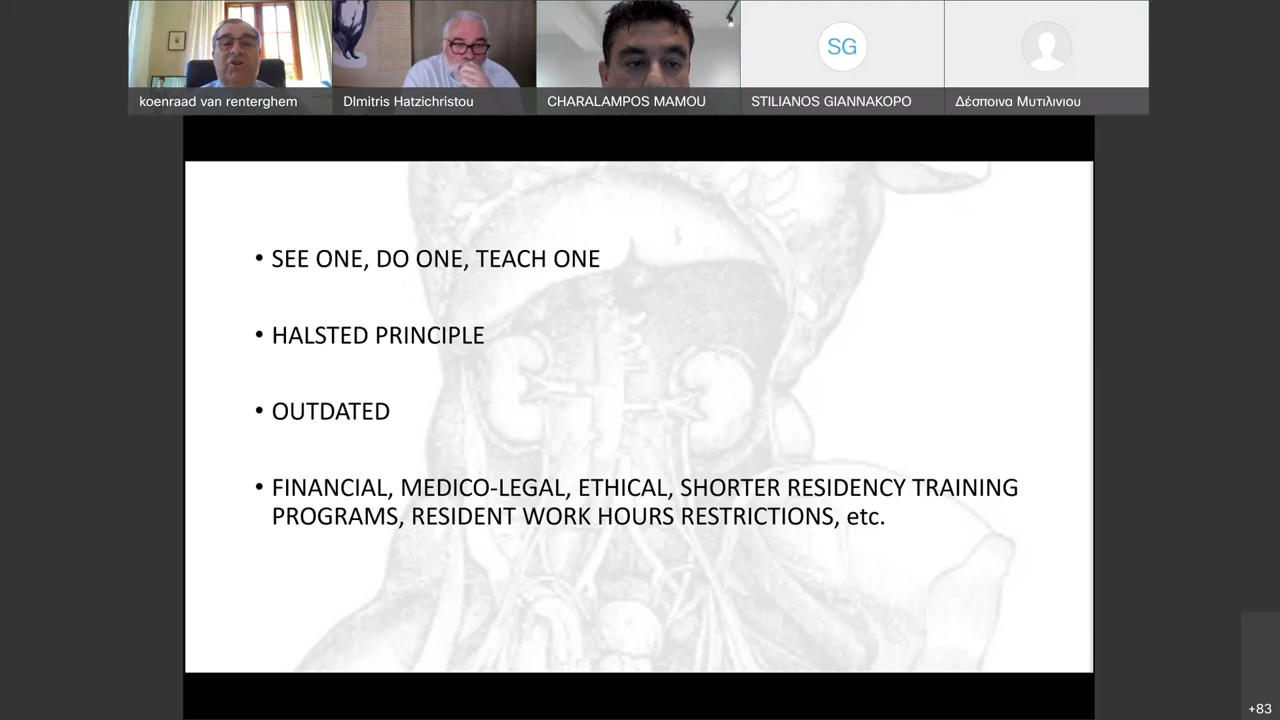 koenraad van renterghem
DImitris Hatzichristou
CHARALAMPOS MAMOU
SG
STILIANOS GIANNAKOPO
Δέσποινα Μυτιλινιου
• SEE ONE, DO ONE, TEACH ONE
• HALSTED PRINCIPLE
• OUTDATED
• FINANCIAL, MEDICO-LEGAL, ETHICAL, SHORTER RESIDENCY TRAINING
PROGRAMS, RESIDENT WORK HOURS RESTRICTIONS, etc.
+83